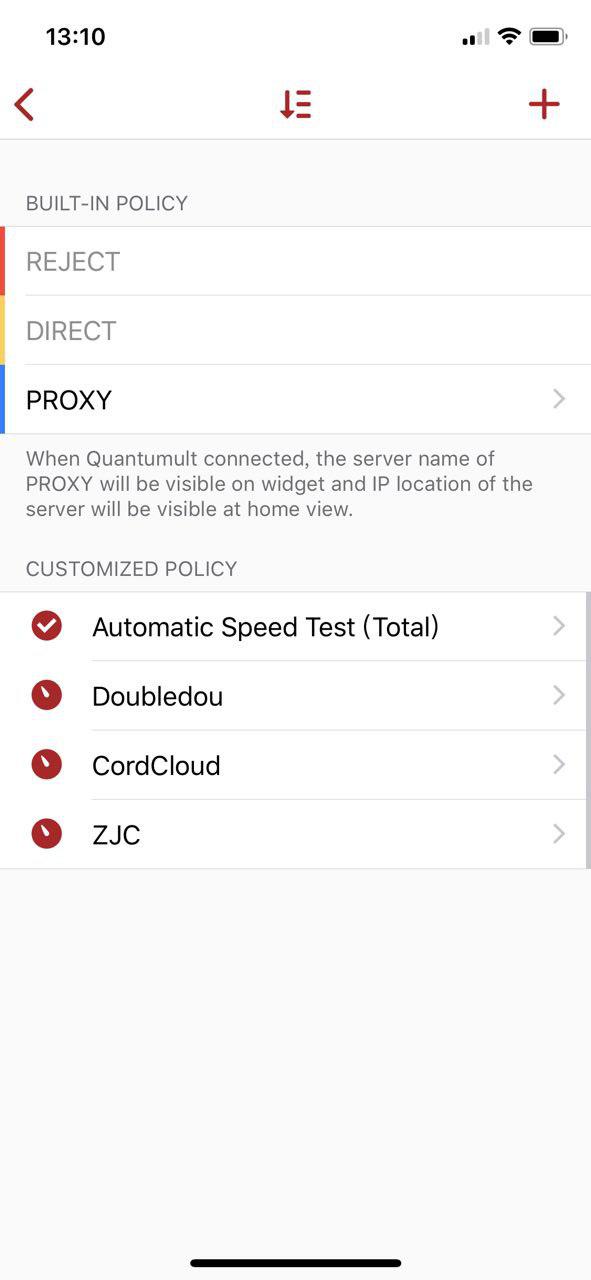 13:10
BUILT-IN POLICY
REJECT
DIRECT
PROXY
When Quantumult connected, the server name of
PROXY will be visible on widget and IP location of the
server will be visible at home view.
CUSTOMIZED POLICY
Automatic Speed Test (Total)
Doubledou
CordCloud
ZJC